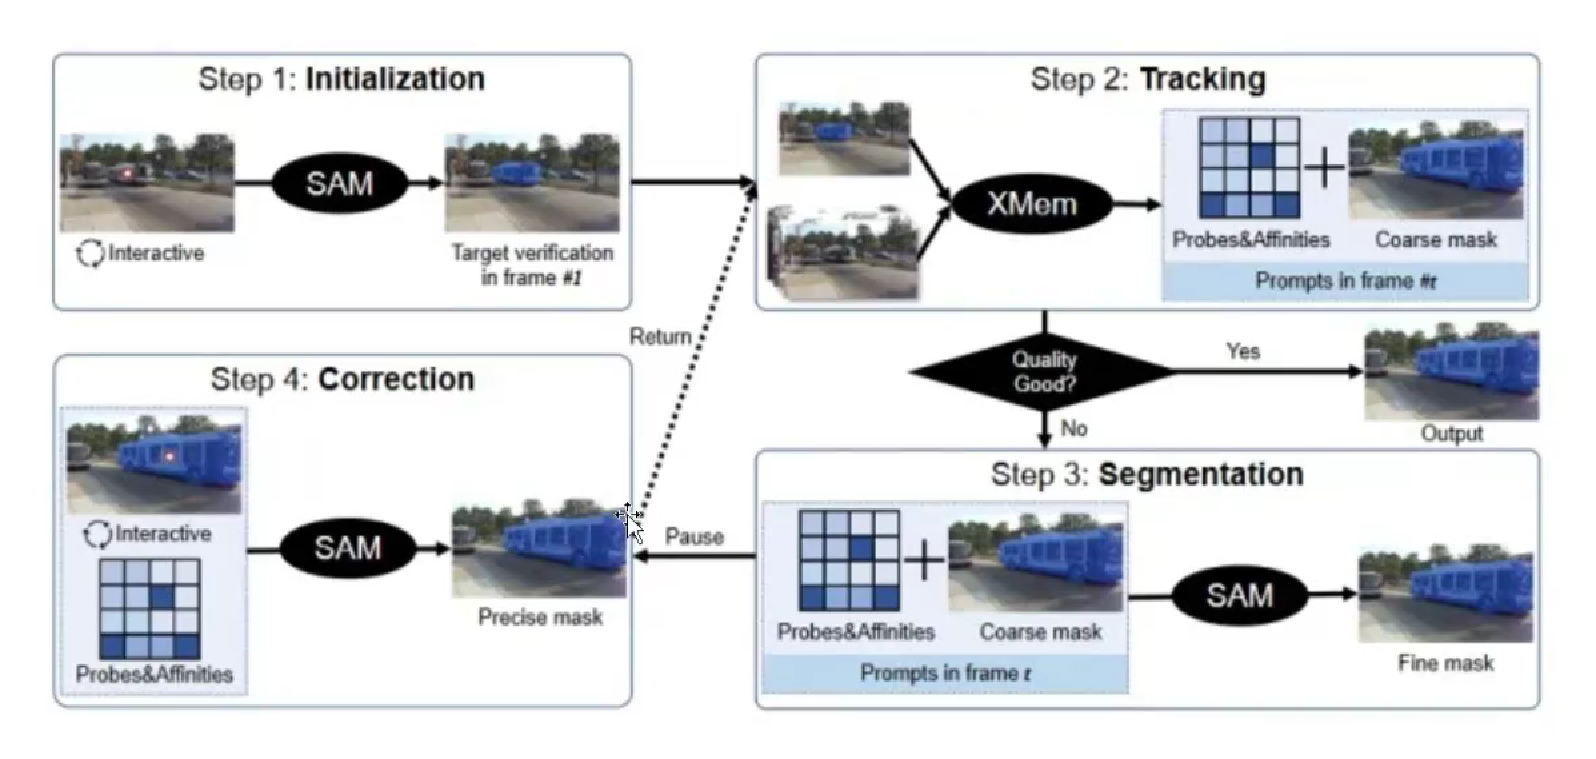 Step 1: Initialization
SAM
Interactive
Target verification
in frame #1
Step 2: Tracking
XMem
Probes&Affinities
Coarse mask
Prompts in frame #t
Return
Quality
Good?
Yes
No
Output
Step 3: Segmentation
Probes&Affinities
Coarse mask
Prompts in frame t
SAM
Fine mask
Pause
Step 4: Correction
Interactive
SAM
Probes&Affinities
Precise mask